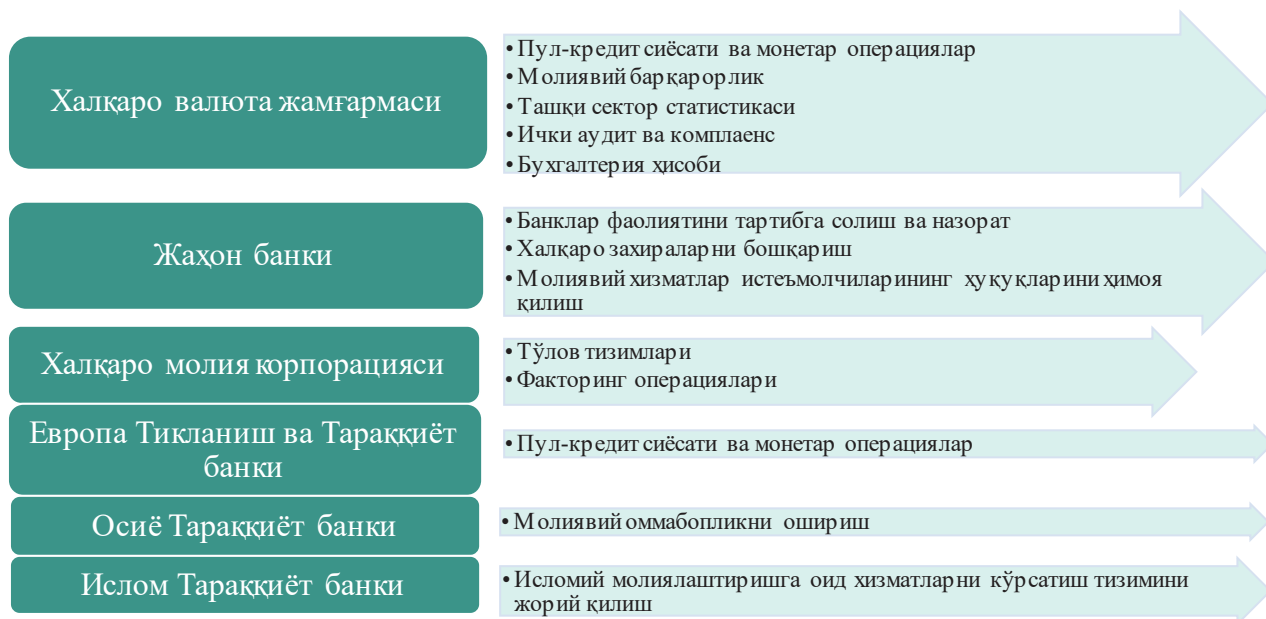 Халқаро валюта жамғармаси
• Пул-кредит сиёсати ва монетар операциялар
• Молиявий барқарорлик
• Ташқи сектор статистикаси
• Ички аудит ва комплаенс
• Бухгалтерия ҳисоби
Жаҳон банки
• Банклар фаолиятини тартибга солиш ва назорат
• Халқаро захираларни бошқариш
• Молиявий хизматлар истеъмолчиларининг ҳуқуқларини ҳимоя
қилиш
Халқаро молия корпорацияси
• Тўлов тизимлари
• Факторинг операциялари
Европа Тикланиш ва Тараққиёт
банки
• Пул-кредит сиёсати ва монетар операциялар
Осиё Тараққиёт банки
• Молиявий оммабопликни ошириш
Ислом Тараққиёт банки
• Исломий молиялаштиришга оид хизматларни кўрсатиш тизимини
жорий қилиш